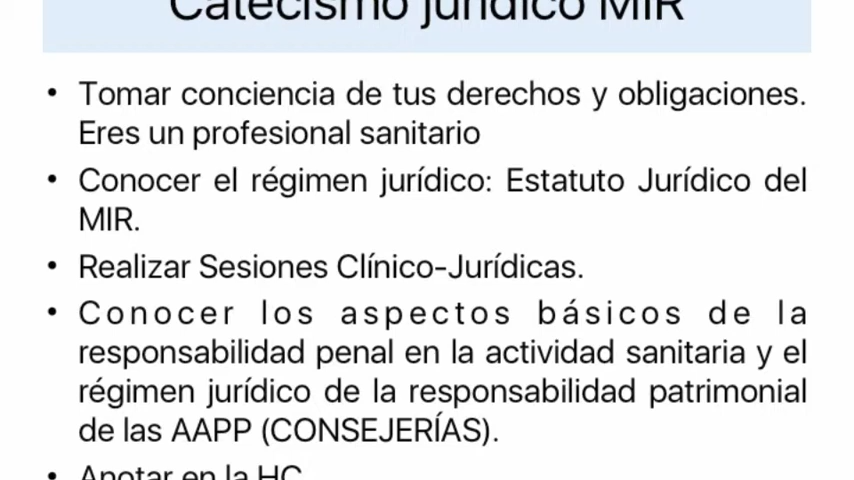 Catecismo jurídico MIR
• Tomar conciencia de tus derechos y obligaciones.
Eres un profesional sanitario
• Conocer el régimen jurídico: Estatuto Jurídico del
MIR.
• Realizar Sesiones Clínico-Jurídicas.
• Conocer los aspectos básicos de la
responsabilidad penal en la actividad sanitaria y el
régimen jurídico de la responsabilidad patrimonial
de las AAPP (CONSEJERÍAS).
• Anotar en la HC